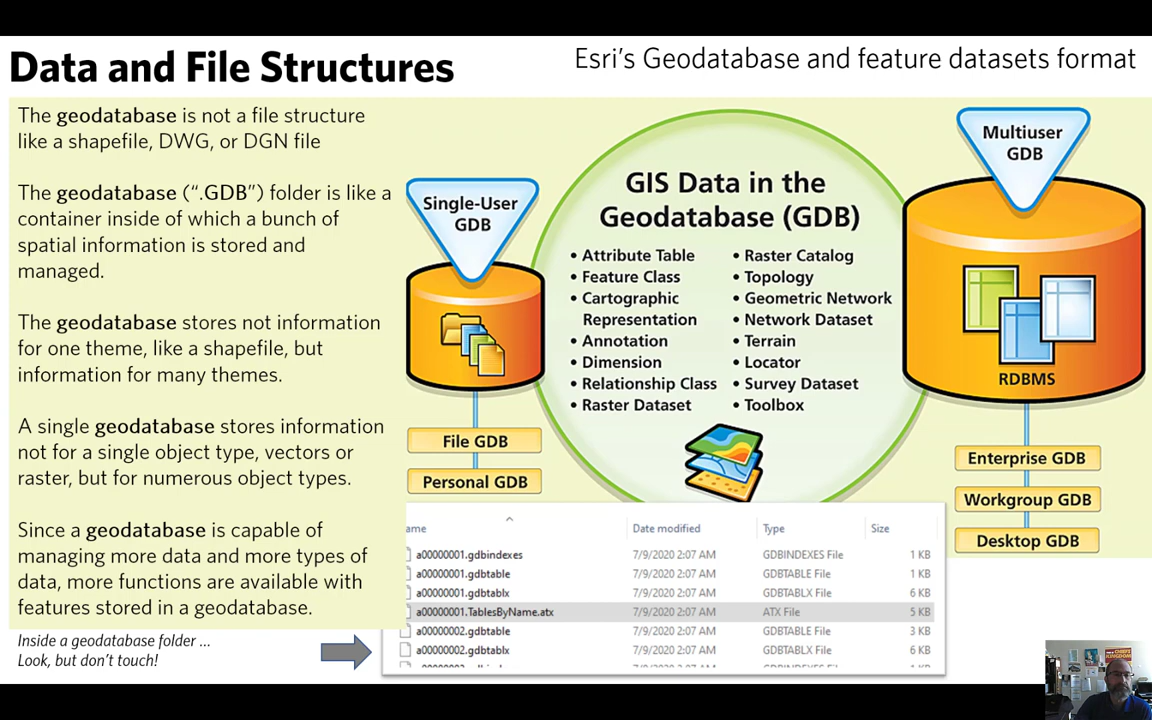 Data and File Structures
Esri's Geodatabase and feature datasets format
The geodatabase is not a file structure
like a shapefile, DWG, or DGN file
The geodatabase (“.GDB”) folder is like a
container inside of which a bunch of
spatial information is stored and
managed.
The geodatabase stores not information
for one theme, like a shapefile, but
information for many themes.
A single geodatabase stores information
not for a single object type, vectors or
raster, but for numerous object types.
Since a geodatabase is capable of
managing more data and more types of
data, more functions are available with
features stored in a geodatabase.
Inside a geodatabase folder ...
Look, but don't touch!
Single-User
GDB
File GDB
Personal GDB
GIS Data in the
Geodatabase (GDB)
• Attribute Table
• Feature Class
• Cartographic
Representation
• Annotation
• Dimension
• Relationship Class
• Raster Dataset
• Raster Catalog
• Topology
• Geometric Network
• Network Dataset
• Terrain
• Locator
• Survey Dataset
• Toolbox
Multiuser
GDB
RDBMS
Enterprise GDB
Workgroup GDB
Desktop GDB
ame Date modified Type Size
a00000001.gdbindexes 7/9/2020 2:07 AM GDBINDEXES File 1 KB
a00000001.gdbtable 7/9/2020 2:07 AM GDBTABLE File 1 KB
a00000001.gdbtablx 7/9/2020 2:07 AM GDBTABLX File 6 KB
a00000001.TablesByName.atx 7/9/2020 2:07 AM ATX File 5 KB
a00000002.gdbtable 7/9/2020 2:07 AM GDBTABLE File 3 KB
a00000002.gdbtablx 7/9/2020 2:07 AM GDBTABLX File 6 KB